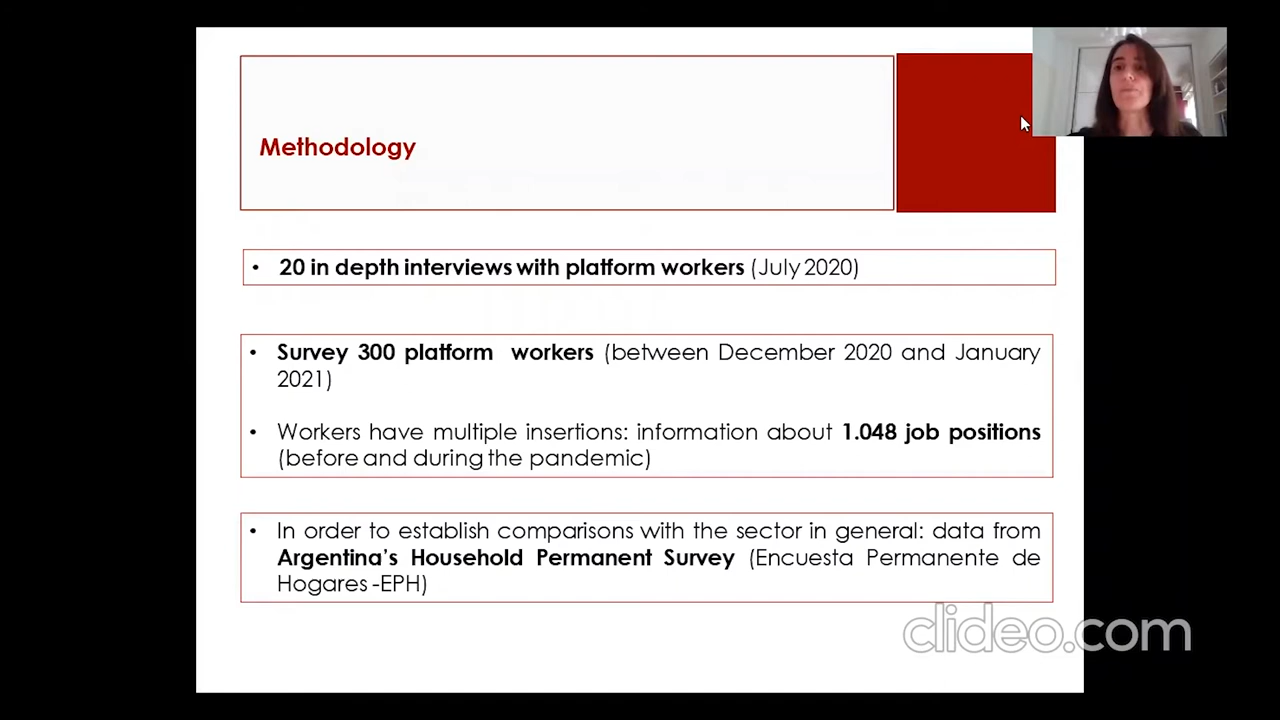 Methodology
• 20 in depth interviews with platform workers (July 2020)
• Survey 300 platform workers (between December 2020 and January
2021)
• Workers have multiple insertions: information about 1.048 job positions
(before and during the pandemic)
• In order to establish comparisons with the sector in general: data from
Argentina’s Household Permanent Survey (Encuesta Permanente de
Hogares -EPH)
clideo.com